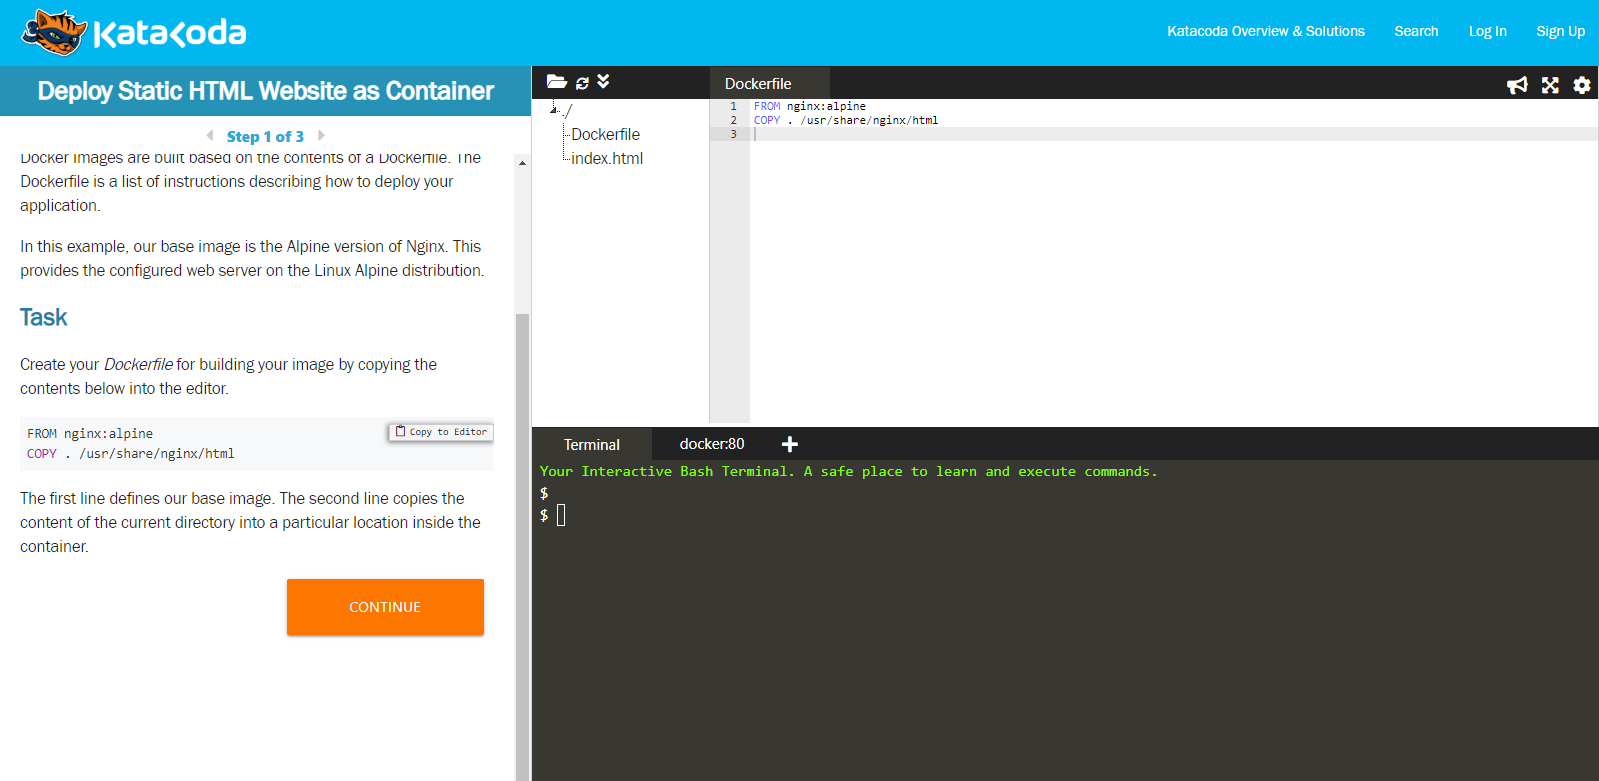 Katacoda
Katacoda Overview & Solutions
Search
Log In
Sign Up
Deploy Static HTML Website as Container
Step 1 of 3
Docker Images are built based on the contents of a Dockerfile. The
Dockerfile is a list of instructions describing how to deploy your
application.
In this example, our base image is the Alpine version of Nginx. This
provides the configured web server on the Linux Alpine distribution.
Task
Create your Dockerfile for building your image by copying the
contents below into the editor.
FROM nginx:alpine
COPY . /usr/share/nginx/html
Copy to Editor
The first line defines our base image. The second line copies the
content of the current directory into a particular location inside the
container.
CONTINUE
./
Dockerfile
index.html
Dockerfile
1 FROM nginx:alpine
2 COPY . /usr/share/nginx/html
3
Terminal
docker:80
Your Interactive Bash Terminal. A safe place to learn and execute commands.
$
$